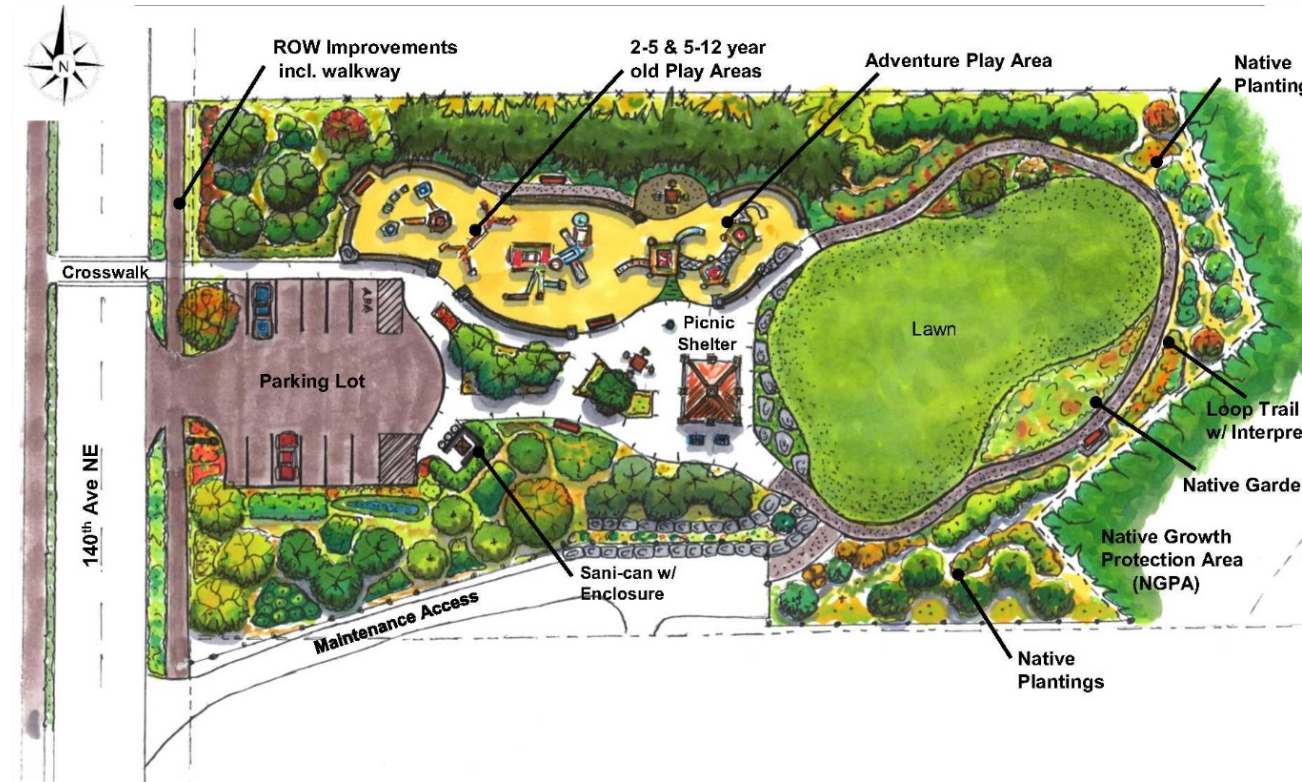 N
ROW Improvements
incl. walkway
2-5 & 5-12 year
old Play Areas
Adventure Play Area
Native
Planting
Crosswalk
ADA
Picnic
Shelter
Lawn
Parking Lot
Loop Trail
w/ Interpre
140th Ave NE
Native Garde
Native Growth
Protection Area
(NGPA)
Sani-can w/
Enclosure
Maintenance Access
Native
Plantings